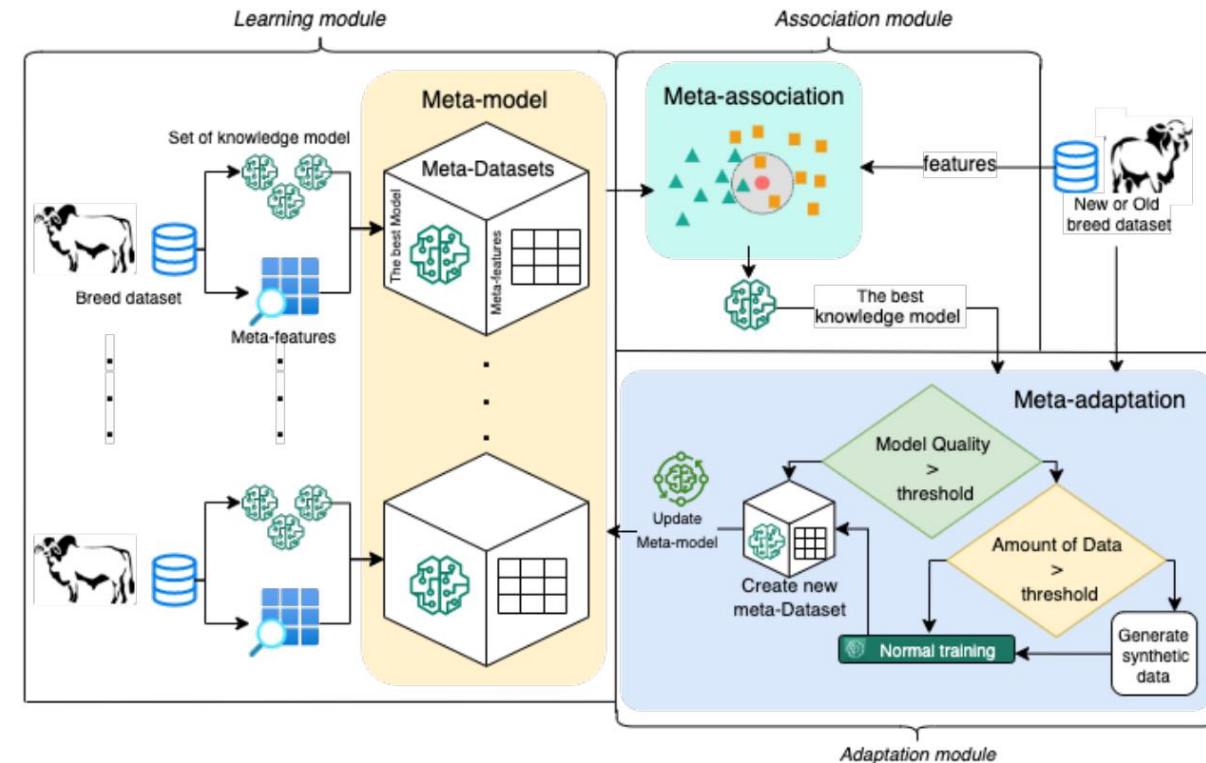 Learning module
Association module
Meta-model
Meta-association
Set of knowledge model
Meta-Datasets
The best Model
Meta-features
features
New or Old
breed dataset
Breed dataset
Meta-features
The best
knowledge model
Meta-adaptation
Model Quality
>
threshold
Update
Meta-model
Amount of Data
>
threshold
Create new
meta-Dataset
Normal training
Generate
synthetic
data
Adaptation module